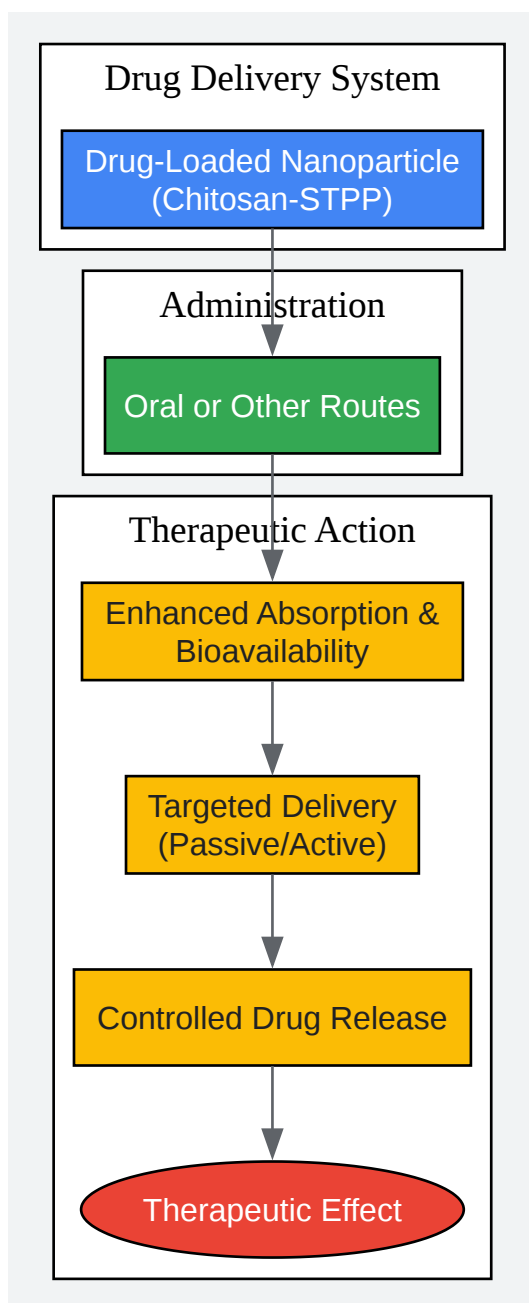 Drug Delivery System
Drug-Loaded Nanoparticle
(Chitosan-STPP)
Administration
Oral or Other Routes
Therapeutic Action
Enhanced Absorption &
Bioavailability
Targeted Delivery
(Passive/Active)
Controlled Drug Release
Therapeutic Effect